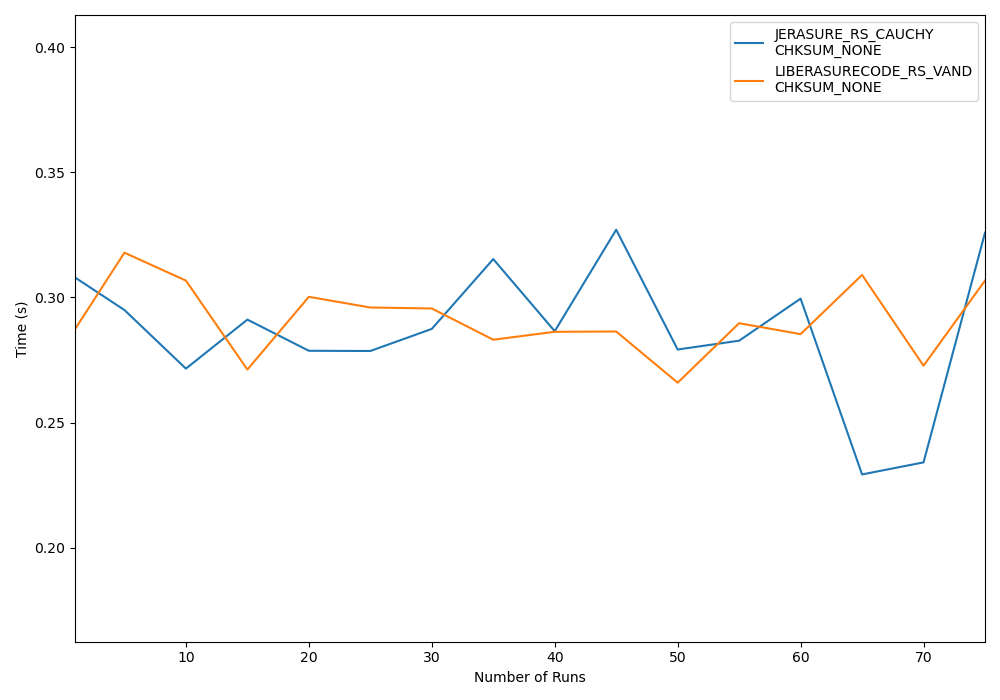 JERASURE_RS_CAUCHY
CHKSUM_NONE
LIBERASURECODE_RS_VAND
CHKSUM_NONE
0.40
0.35
0.30
0.25
0.20
Time (s)
10 20 30 40 50 60 70
Number of Runs